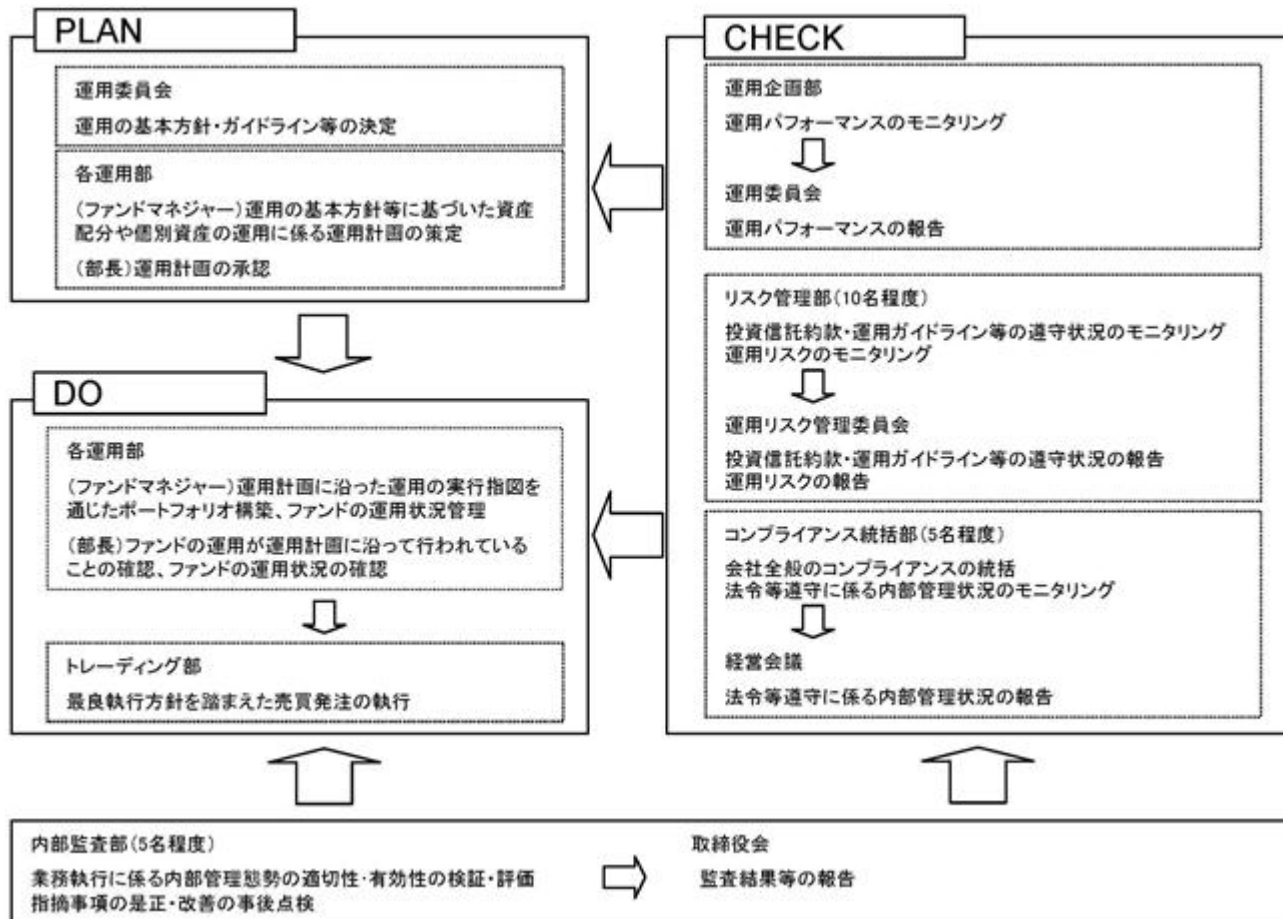 PLAN
運用委員会
運用の基本方針・ガイドライン等の決定
各運用部
(ファンドマネジャー)運用の基本方針等に基づいた資産
配分や個別資産の運用に係る運用計画の策定
(部長)運用計画の承認
DO
各運用部
(ファンドマネジャー)運用計画に沿った運用の実行指図を
通じたポートフォリオ構築、ファンドの運用状況管理
(部長)ファンドの運用が運用計画に沿って行われている
ことの確認、ファンドの運用状況の確認
トレーディング部
最良執行方針を踏まえた売買発注の執行
CHECK
運用企画部
運用パフォーマンスのモニタリング
運用委員会
運用パフォーマンスの報告
リスク管理部(10名程度)
投資信託約款・運用ガイドライン等の遵守状況のモニタリング
運用リスクのモニタリング
運用リスク管理委員会
投資信託約款・運用ガイドライン等の遵守状況の報告
運用リスクの報告
コンプライアンス統括部(5名程度)
会社全般のコンプライアンスの統括
法令等遵守に係る内部管理状況のモニタリング
経営会議
法令等遵守に係る内部管理状況の報告
内部監査部(5名程度)
業務執行に係る内部管理態勢の適切性・有効性の検証・評価
指摘事項の是正・改善の事後点検
取締役会
監査結果等の報告